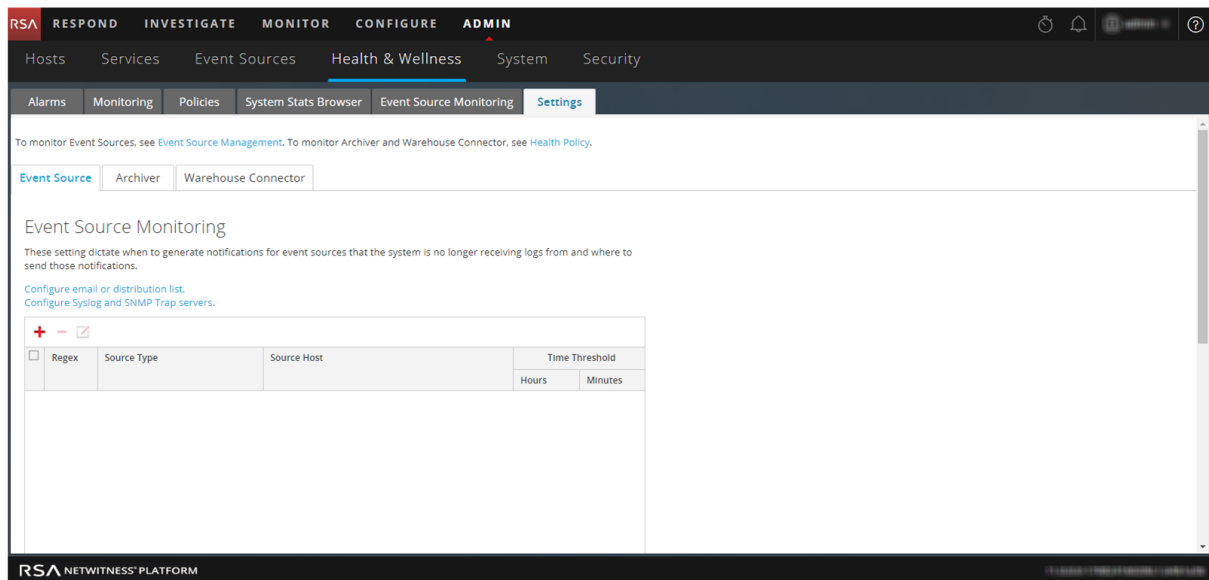 RSA RESPOND INVESTIGATE MONITOR CONFIGURE ADMIN
Hosts Services Event Sources Health & Wellness System Security
Alarms Monitoring Policies System Stats Browser Event Source Monitoring Settings
To monitor Event Sources, see Event Source Management. To monitor Archiver and Warehouse Connector, see Health Policy.
Event Source Archiver Warehouse Connector
Event Source Monitoring
These setting dictate when to generate notifications for event sources that the system is no longer receiving logs from and where to
send those notifications.
Configure email or distribution list.
Configure Syslog and SNMP Trap servers.
Regex Source Type Source Host Time Threshold
Hours Minutes
RSA NETWITNESS® PLATFORM